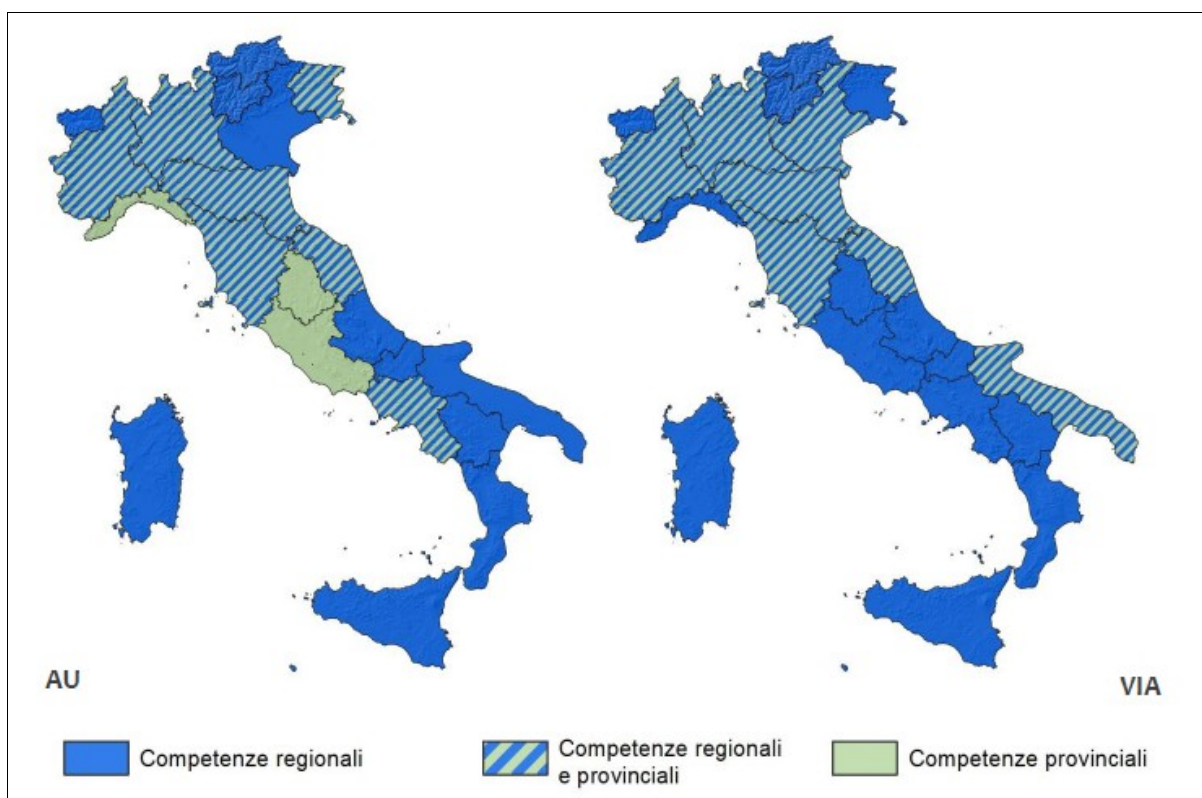 AU
VIA
Competenze regionali
Competenze regionali
e provinciali
Competenze provinciali